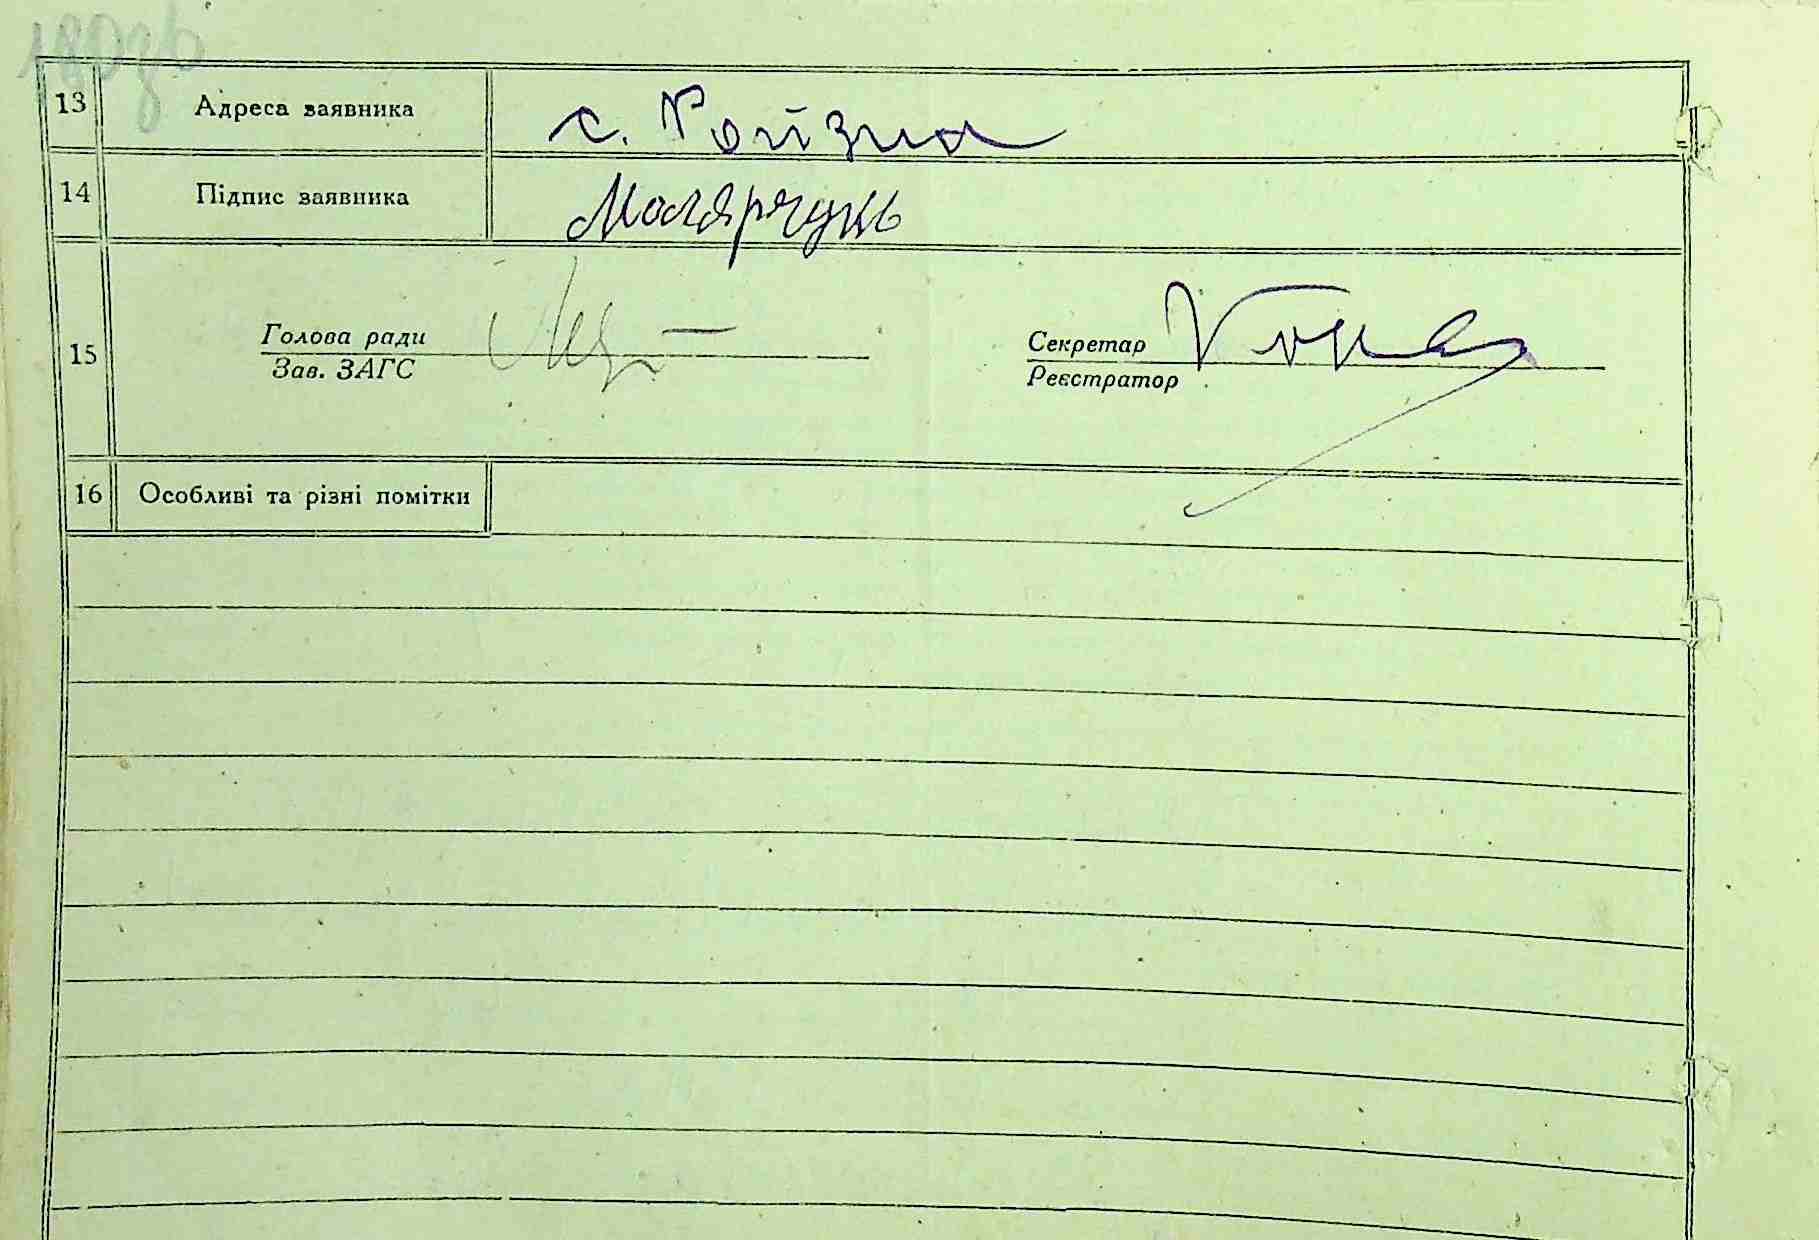 13 Адреса заявника с. Ройзна
14 Підпис заявника Молярчук
15
Голова ради
Зав. ЗАГС
Секретар
Реєстратор
16 Особливі та різні помітки